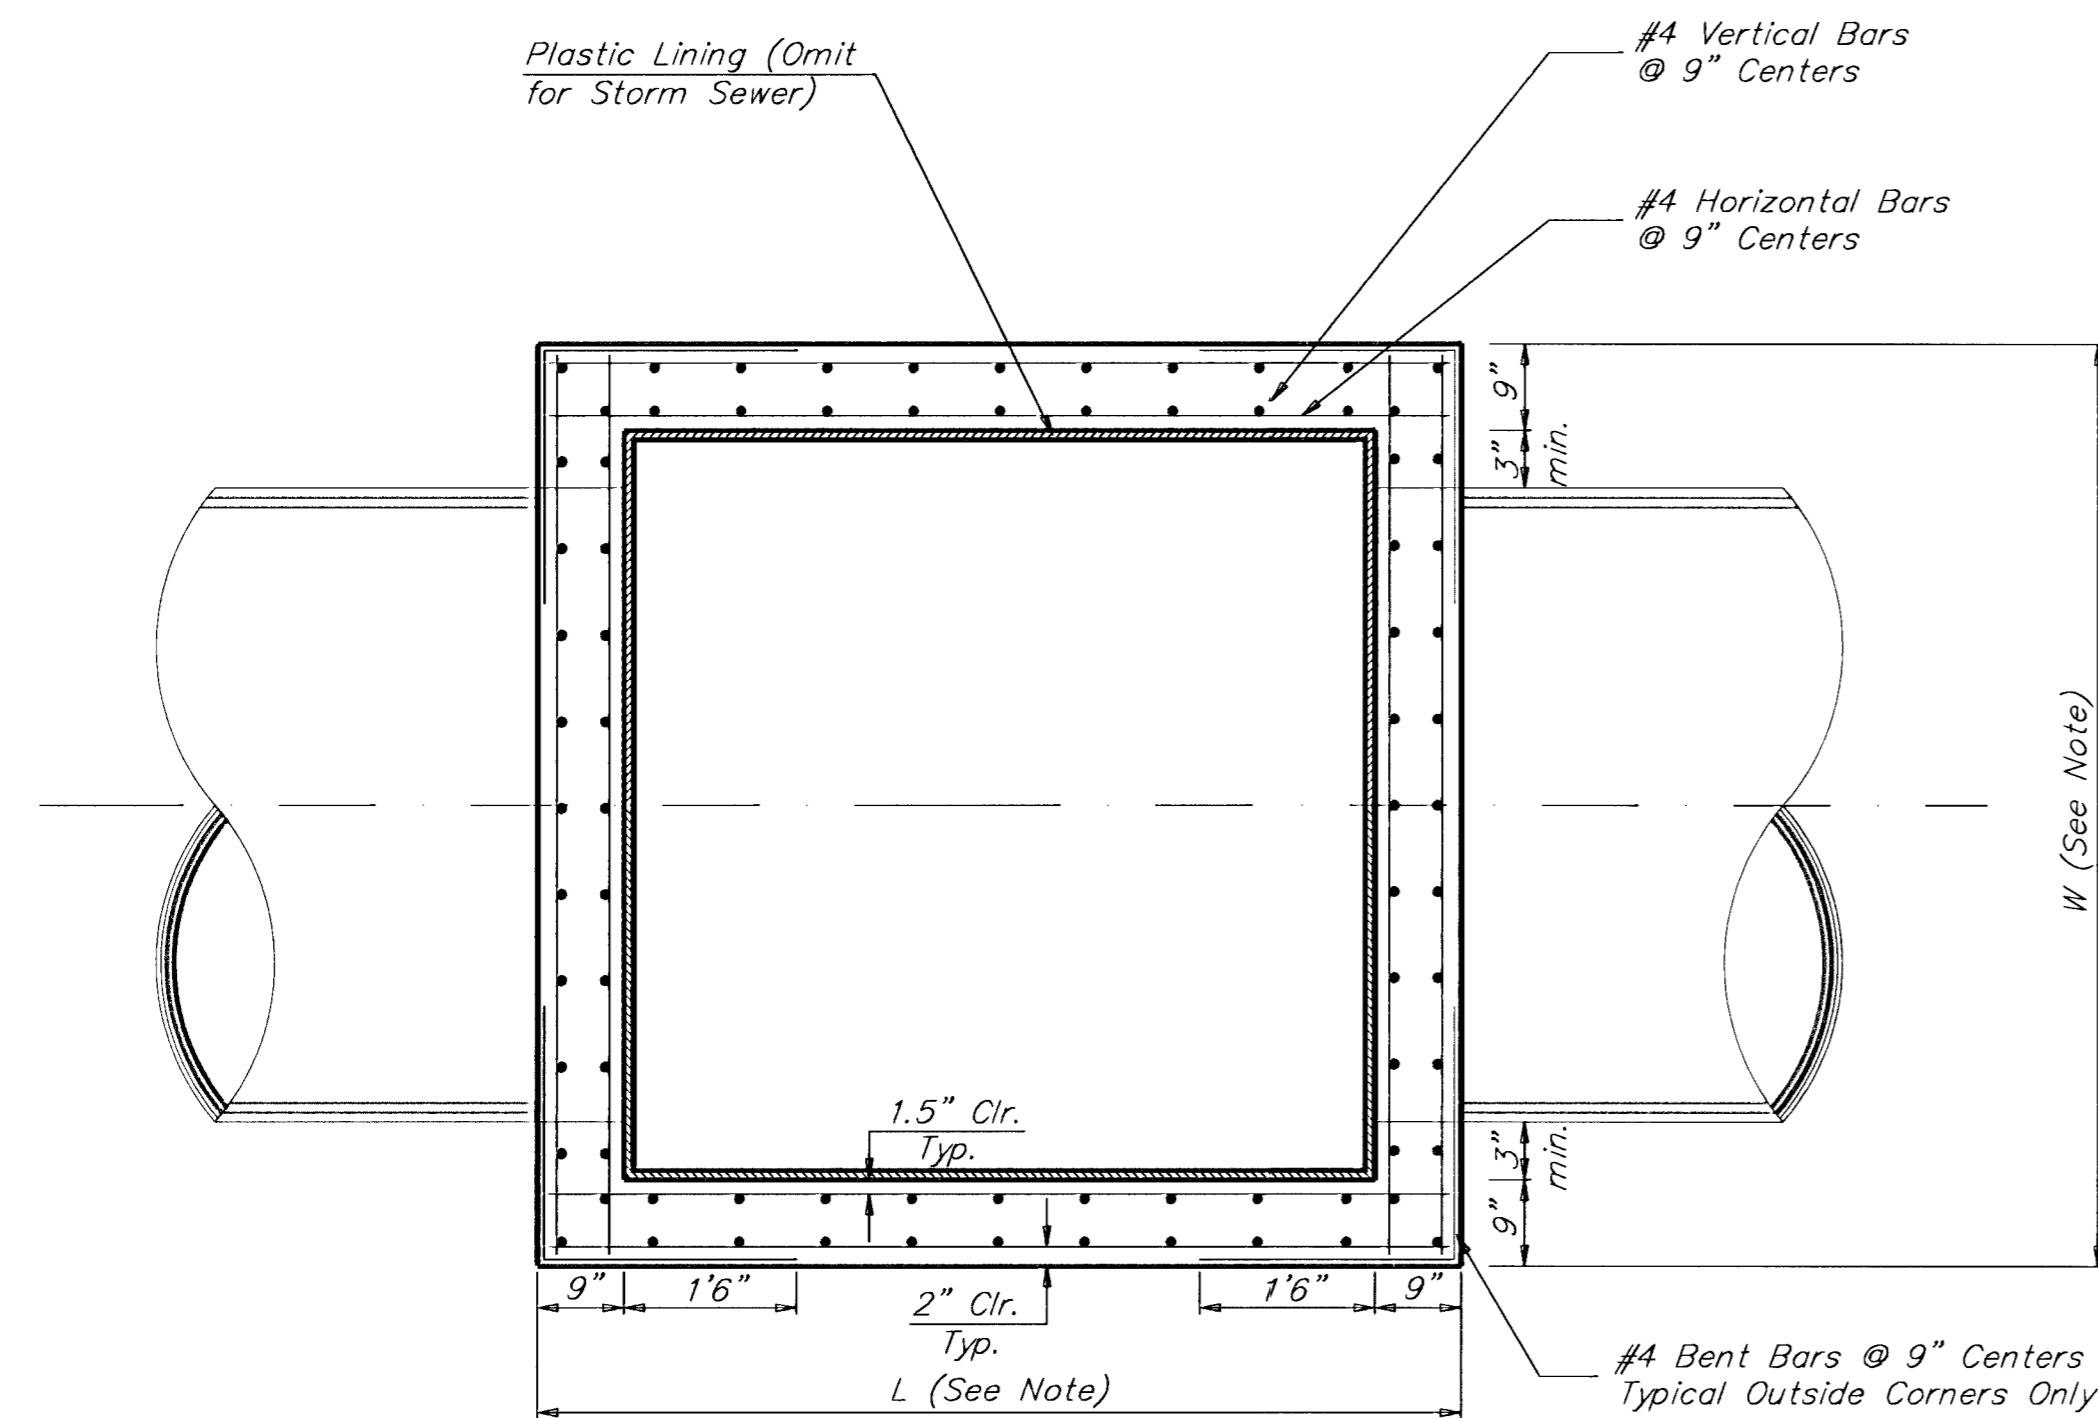 Plastic Lining (Omit
for Storm Sewer)
#4 Vertical Bars
@ 9" Centers
#4 Horizontal Bars
@ 9" Centers
9"
3"
min.
W (See Note)
1.5" Clr.
Typ.
3"
min.
9"
9"
1'6"
2" Clr.
Typ.
1'6"
9"
L (See Note)
#4 Bent Bars @ 9" Centers
Typical Outside Corners Only